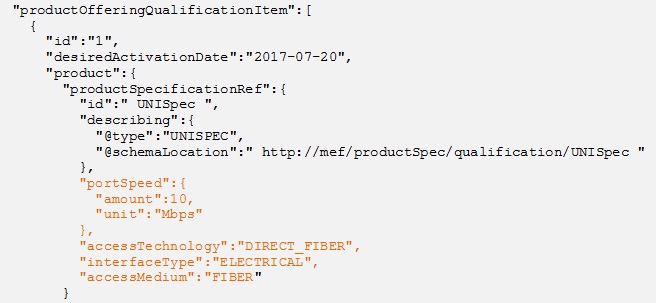 "productOfferingQualificationItem":[
{
"id":"1",
"desiredActivationDate":"2017-07-20",
"product":{
"productSpecificationRef":{
"id":" UNISpec ",
"describing":{
"@type":"UNISPEC",
"@schemaLocation":" http://mef/productSpec/qualification/UNISpec "
},
"portSpeed":{
"amount":10,
"unit":"Mbps"
},
"accessTechnology":"DIRECT_FIBER",
"interfaceType":"ELECTRICAL",
"accessMedium":"FIBER"
}